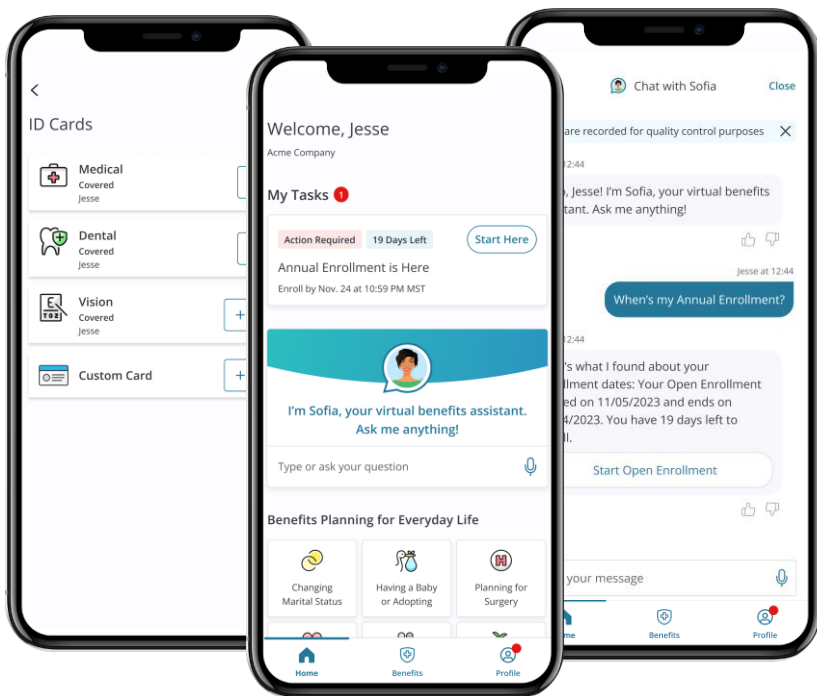 ID Cards
Medical
Covered
Jesse
Dental
Covered
Jesse
Vision
Covered
Jesse
Custom Card
Welcome, Jesse
Acme Company
My Tasks 1
Action Required 19 Days Left Start Here
Annual Enrollment is Here
Enroll by Nov. 24 at 10:59 PM MST
I'm Sofia, your virtual benefits assistant.
Ask me anything!
Type or ask your question
Benefits Planning for Everyday Life
Changing
Marital Status
Having a Baby
or Adopting
Planning for
Surgery
Home Benefits Profile
Chat with Sofia Close
are recorded for quality control purposes
12:44
, Jesse! I'm Sofia, your virtual benefits
tant. Ask me anything!
Jesse at 12:44
When's my Annual Enrollment?
12:44
's what I found about your
llment dates: Your Open Enrollment
ed on 11/05/2023 and ends on
4/2023. You have 19 days left to
ll.
Start Open Enrollment
your message
me Benefits Profile